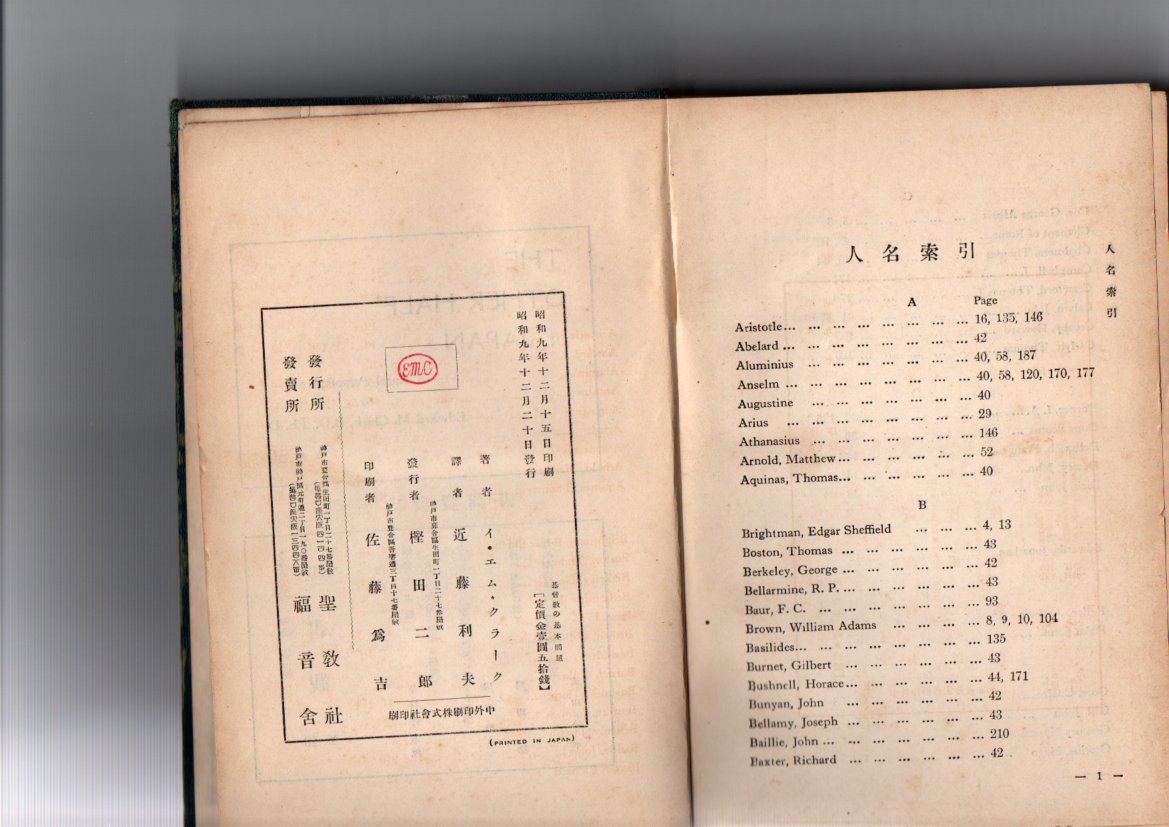 昭和九年十二月十五日印刷
昭和九年十二月二十日發行
基督教の基本問題
【定價金壹圓五拾錢】
EMC
著者 イ・エム・クラーク
譯者 近藤利夫
發行者 樫田二郎
印刷者 佐藤爲吉
中外印刷株式會社印刷
發行所 聖敎社
發賣所 福音舍
(PRINTED IN JAPAN)
人名索引
人名索引
A Page
Aristotle... ... ... ... ... ... ... ... 16, 135, 146
Abelard ... ... ... ... ... ... ... ... 42
Aluminius ... ... ... ... ... ... ... 40, 58, 187
Anselm ... ... ... ... ... ... ... ... 40, 58, 120, 170, 177
Augustine ... ... ... ... ... ... ... 40
Arius ... ... ... ... ... ... ... ... 29
Athanasius ... ... ... ... ... ... ... 146
Arnold, Matthew... ... ... ... ... ... 52
Aquinas, Thomas... ... ... ... ... ... 40
B
Brightman, Edgar Sheffield ... ... ... 4, 13
Boston, Thomas ... ... ... ... ... ... 43
Berkeley, George ... ... ... ... ... ... 42
Bellarmine, R. P. ... ... ... ... ... ... 43
Baur, F. C. ... ... ... ... ... ... ... 93
Brown, William Adams ... ... ... ... 8, 9, 10, 104
Basilides... ... ... ... ... ... ... ... 135
Burnet, Gilbert ... ... ... ... ... ... 43
Bushnell, Horace... ... ... ... ... ... 44, 171
Bunyan, John ... ... ... ... ... ... 42
Bellamy, Joseph ... ... ... ... ... ... 43
Baillie, John ... ... ... ... ... ... ... 210
Baxter, Richard ... ... ... ... ... ... 42
— 1 —